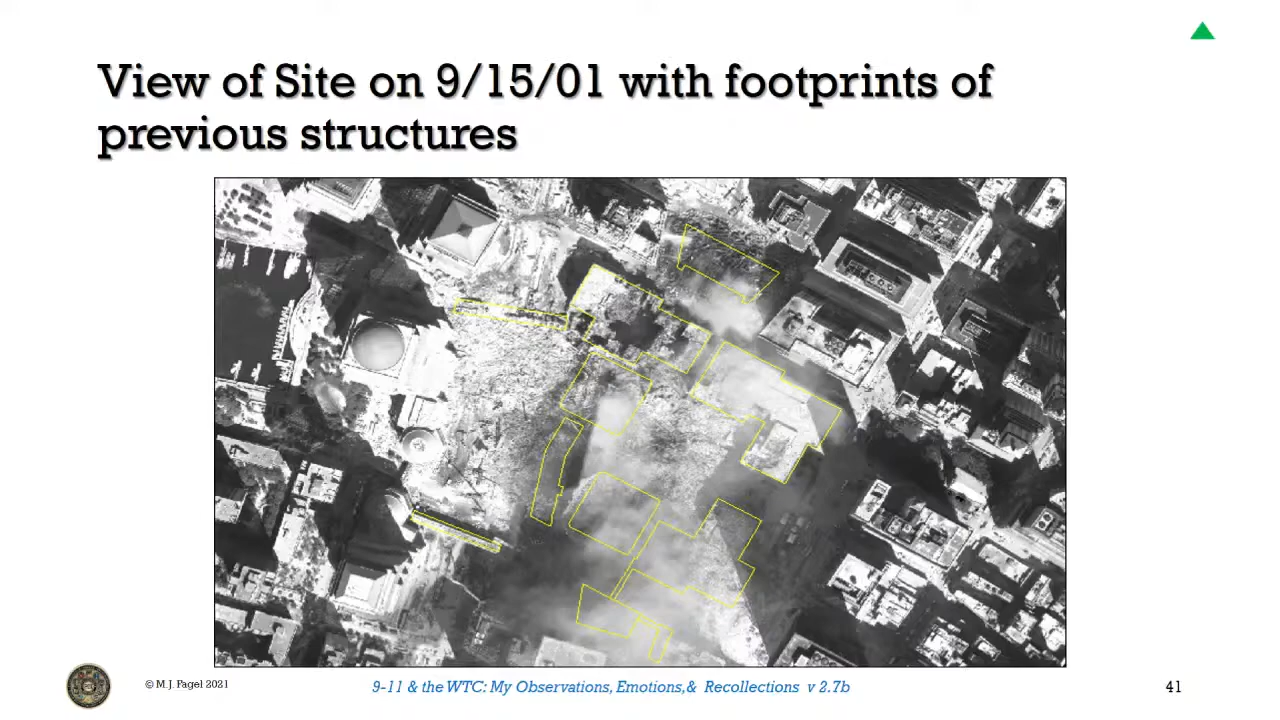 View of Site on 9/15/01 with footprints of
previous structures
© M.J. Fagel 2021
9-11 & the WTC: My Observations, Emotions,& Recollections v 2.7b
41